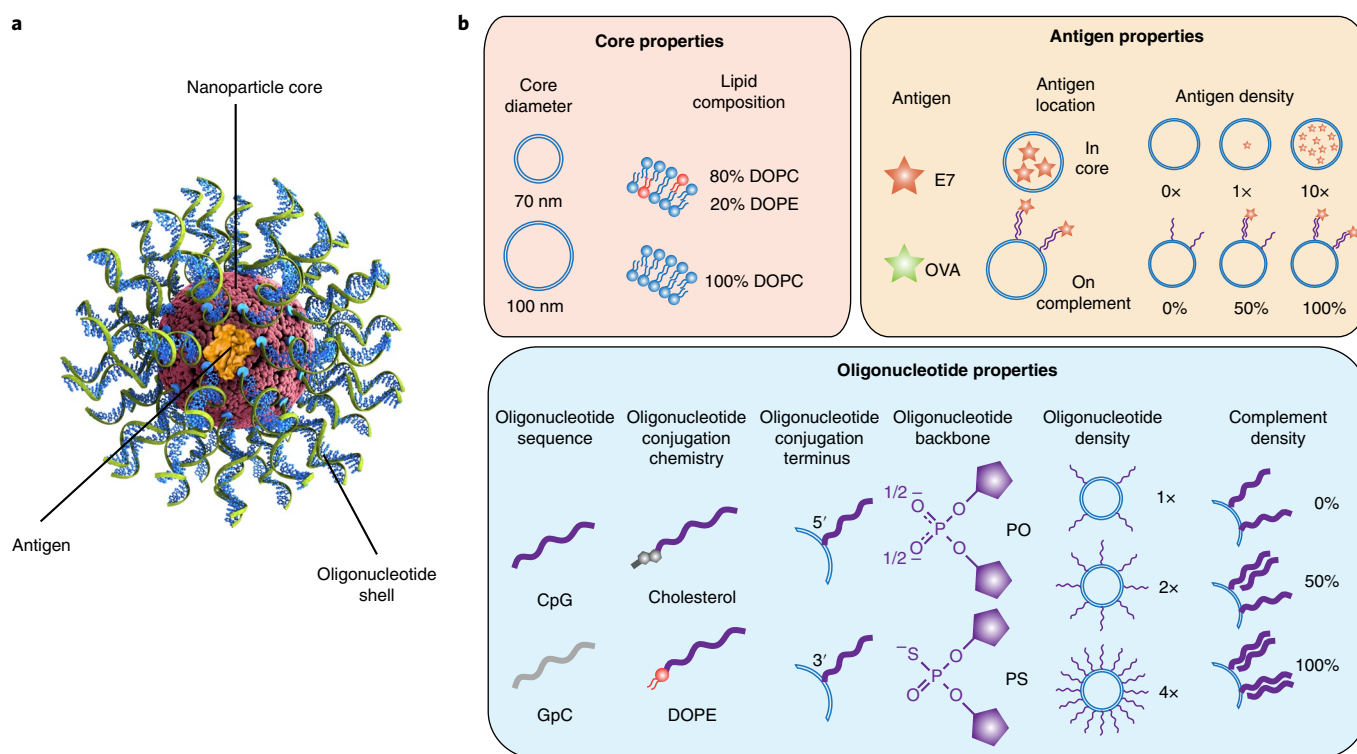 a
Nanoparticle core
Antigen
Oligonucleotide
shell
b
Core properties
Core
diameter
70 nm
100 nm
Lipid
composition
80% DOPC
20% DOPE
100% DOPC
Antigen properties
Antigen
E7
OVA
Antigen
location
In
core
On
complement
Antigen density
0× 1× 10×
0% 50% 100%
Oligonucleotide properties
Oligonucleotide
sequence
CpG
GpC
Oligonucleotide
conjugation
chemistry
Cholesterol
DOPE
Oligonucleotide
conjugation
terminus
5′
3′
Oligonucleotide
backbone
1/2 − O O
P
1/2 − O O
PO
−S O
P
O O
PS
Oligonucleotide
density
1×
2×
4×
Complement
density
0%
50%
100%